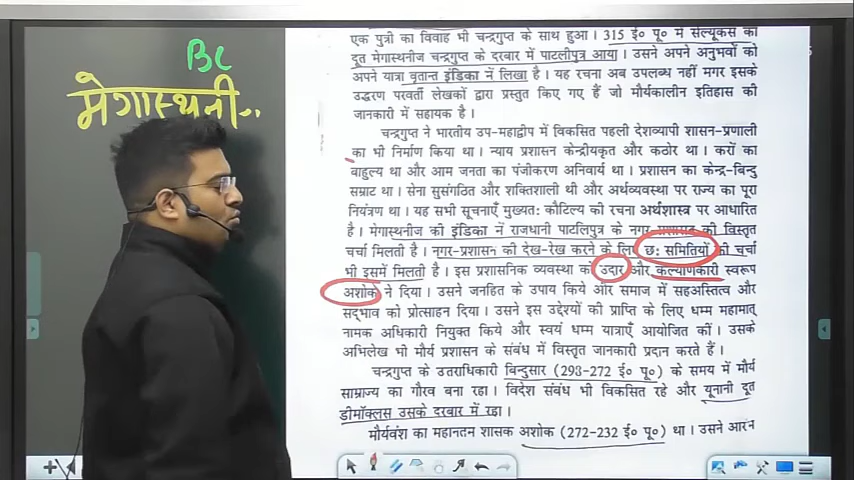 BC
मेगास्थनी
एक पुत्री का विवाह भी चन्द्रगुप्त के साथ हुआ। 315 ई० पू० में सेल्यूकस का
दूत मेगास्थनीज चन्द्रगुप्त के दरबार में पाटलिपुत्र आया। उसने अपने अनुभवों को
अपने यात्रा वृतान्त इंडिका में लिखा है। यह रचना अब उपलब्ध नहीं मगर इसके
उद्धरण परवर्ती लेखकों द्वारा प्रस्तुत किए गए हैं जो मौर्यकालीन इतिहास की
जानकारी में सहायक है।
चन्द्रगुप्त ने भारतीय उप-महाद्वीप में विकसित पहली देशव्यापी शासन-प्रणाली
का भी निर्माण किया था। न्याय प्रशासन केन्द्रीयकृत और कठोर था। करों का
बाहुल्य था और आम जनता का पंजीकरण अनिवार्य था। प्रशासन का केन्द्र-बिन्दु
सम्राट था। सेना सुसंगठित और शक्तिशाली थी और अर्थव्यवस्था पर राज्य का पूरा
नियंत्रण था। यह सभी सूचनाएँ मुख्यतः कौटिल्य की रचना अर्थशास्त्र पर आधारित
है। मेगास्थनीज की इंडिका में राजधानी पाटलिपुत्र के नगर-प्रशासन की विस्तृत
चर्चा मिलती है। नगर-प्रशासन की देख-रेख करने के लिए छः समितियों की चर्चा
भी इसमें मिलती है। इस प्रशासनिक व्यवस्था को उदार और कल्याणकारी स्वरूप
अशोक ने दिया। उसने जनहित के उपाय किये और समाज में सहअस्तित्व और
सद्भाव को प्रोत्साहन दिया। उसने इन उद्देश्यों की प्राप्ति के लिए धम्म महामात्
नामक अधिकारी नियुक्त किये और स्वयं धम्म यात्राएँ आयोजित कीं। उसके
अभिलेख भी मौर्य प्रशासन के संबंध में विस्तृत जानकारी प्रदान करते हैं।
चन्द्रगुप्त के उतराधिकारी बिन्दुसार (298-272 ई० पू०) के समय में मौर्य
साम्राज्य का गौरव बना रहा। विदेश संबंध भी विकसित रहे और यूनानी दूत
डीमॉक्लस उसके दरबार में रहा।
मौर्यवंश का महानतन शासक अशोक (272-232 ई० पू०) था। उसने